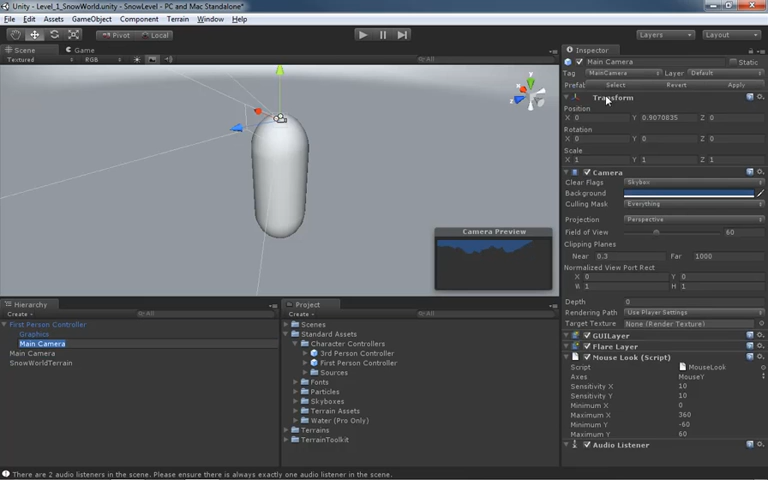 Unity - Level_1_SnowWorld.unity - SnowLevel - PC and Mac Standalone*
File Edit Assets GameObject Component Terrain Window Help
Pivot Local Layers Layout
Scene Game
Textured RGB All
Camera Preview
Hierarchy
Create All
First Person Controller
Graphics
Main Camera
Main Camera
SnowWorldTerrain
Project
Create All
Scenes
Standard Assets
Character Controllers
3rd Person Controller
First Person Controller
Sources
Fonts
Particles
Skyboxes
Terrain Assets
Water (Pro Only)
Terrains
TerrainToolkit
Inspector
Main Camera Static
Tag MainCamera Layer Default
Prefab Select Revert Apply
Transform
Position
X 0 Y 0.9070835 Z 0
Rotation
X 0 Y 0 Z 0
Scale
X 1 Y 1 Z 1
Camera
Clear Flags Skybox
Background
Culling Mask Everything
Projection Perspective
Field of View 60
Clipping Planes
Near 0.3 Far 1000
Normalized View Port Rect
X 0 Y 0
W 1 H 1
Depth 0
Rendering Path Use Player Settings
Target Texture None (Render Texture)
GUILayer
Flare Layer
Mouse Look (Script)
Script MouseLook
Axes MouseY
Sensitivity X 10
Sensitivity Y 10
Minimum X 0
Maximum X 360
Minimum Y -60
Maximum Y 60
Audio Listener
There are 2 audio listeners in the scene. Please ensure there is always exactly one audio listener in the scene.